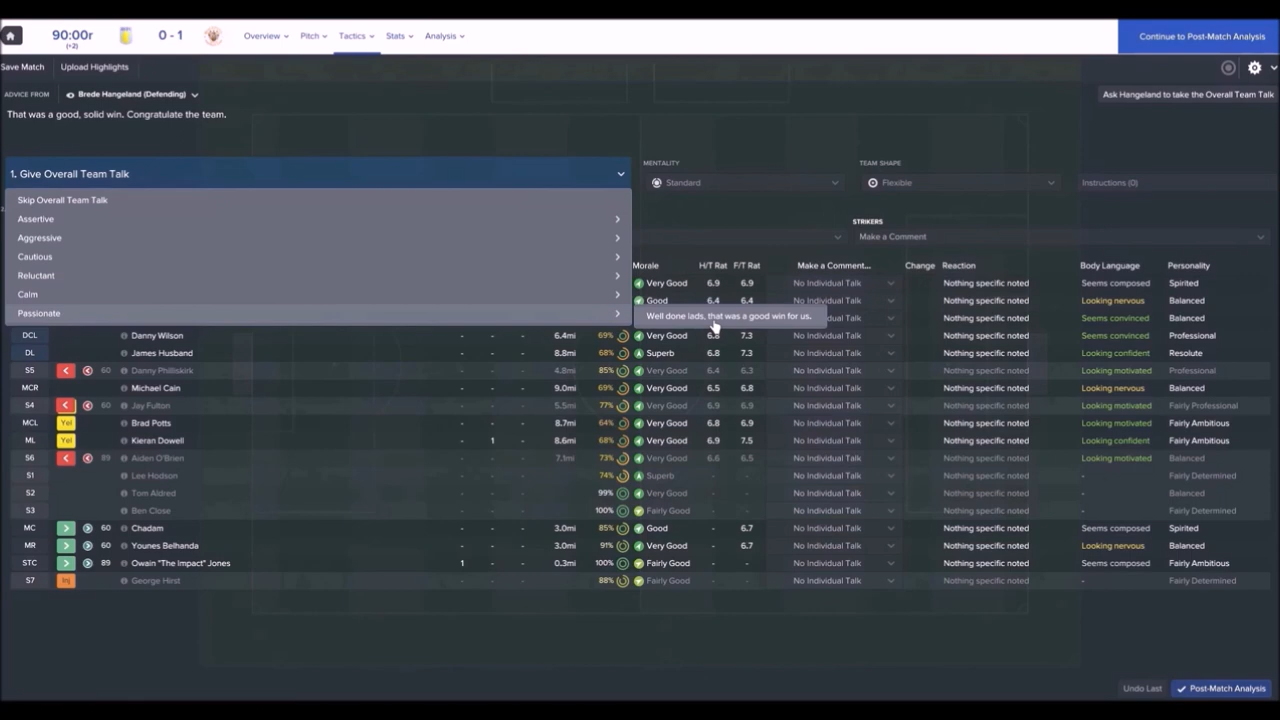 90:00r
(+2)
0 - 1
Overview Pitch Tactics Stats Analysis
Continue to Post-Match Analysis
Save Match Upload Highlights
ADVICE FROM Brede Hangeland (Defending)
Ask Hangeland to take the Overall Team Talk
That was a good, solid win. Congratulate the team.
1. Give Overall Team Talk
MENTALITY TEAM SHAPE
Standard Flexible Instructions (0)
Skip Overall Team Talk
Assertive
Aggressive
Cautious
Reluctant
Calm
Passionate
Well done lads, that was a good win for us.
STRIKERS
Make a Comment
Morale H/T Rat F/T Rat Make a Comment... Change Reaction Body Language Personality
Very Good 6.9 6.9 No Individual Talk Nothing specific noted Seems composed Spirited
Good 6.4 6.4 No Individual Talk Nothing specific noted Looking nervous Balanced
No Individual Talk Nothing specific noted Seems convinced Balanced
DCL Danny Wilson - - - 6.4mi 69% Very Good 6.8 7.3 No Individual Talk Nothing specific noted Seems convinced Professional
DL James Husband - - - 8.8mi 68% Superb 6.8 7.3 No Individual Talk Nothing specific noted Looking confident Resolute
S5 60 Danny Philliskirk - - - 4.8mi 85% Very Good 6.4 6.3 No Individual Talk Nothing specific noted Looking motivated Professional
MCR Michael Cain - - - 9.0mi 69% Very Good 6.5 6.8 No Individual Talk Nothing specific noted Looking nervous Balanced
S4 60 Jay Fulton - - - 5.5mi 77% Very Good 6.9 6.9 No Individual Talk Nothing specific noted Looking motivated Fairly Professional
MCL Yel Brad Potts - - - 8.7mi 64% Very Good 6.8 6.9 No Individual Talk Nothing specific noted Looking motivated Fairly Ambitious
ML Yel Kieran Dowell - 1 - 8.6mi 68% Very Good 6.9 7.5 No Individual Talk Nothing specific noted Looking confident Fairly Ambitious
S6 89 Aiden O'Brien - - - 7.1mi 73% Very Good 6.6 6.5 No Individual Talk Nothing specific noted Looking motivated Balanced
S1 Lee Hodson - - - 74% Superb - - No Individual Talk Nothing specific noted - Fairly Determined
S2 Tom Aldred - - - 99% Very Good - - No Individual Talk Nothing specific noted - Balanced
S3 Ben Close - - - 100% Fairly Good - - No Individual Talk Nothing specific noted - Fairly Determined
MC 60 Chadam - - - 3.0mi 85% Good - 6.7 No Individual Talk Nothing specific noted Seems composed Spirited
MR 60 Younes Belhanda - - - 3.0mi 91% Very Good - 6.7 No Individual Talk Nothing specific noted Looking nervous Balanced
STC 89 Owain "The Impact" Jones 1 - - 0.3mi 100% Fairly Good - - No Individual Talk Nothing specific noted Seems composed Fairly Ambitious
S7 Inj George Hirst - - - 88% Fairly Good - - No Individual Talk Nothing specific noted - Fairly Determined
Undo Last Post-Match Analysis